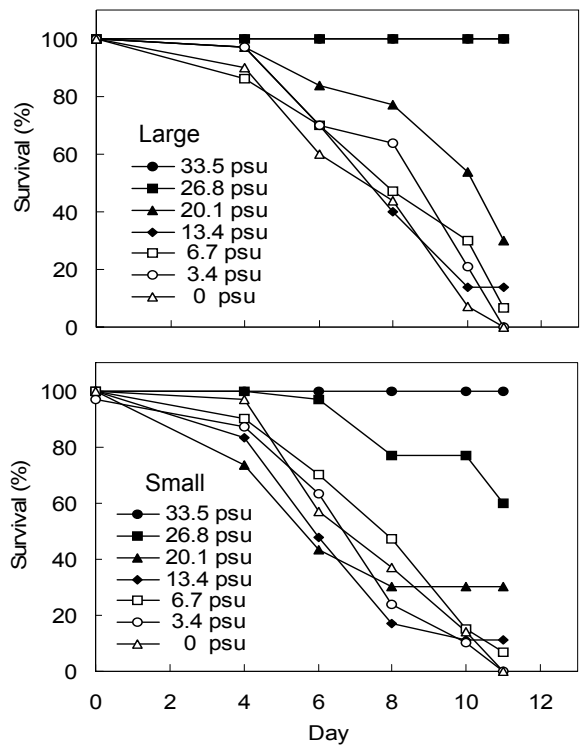 100
80
60
40
20
0
Survival (%)
Large
33.5 psu
26.8 psu
20.1 psu
13.4 psu
6.7 psu
3.4 psu
0 psu
100
80
60
40
20
0
Survival (%)
Small
33.5 psu
26.8 psu
20.1 psu
13.4 psu
6.7 psu
3.4 psu
0 psu
0 2 4 6 8 10 12
Day